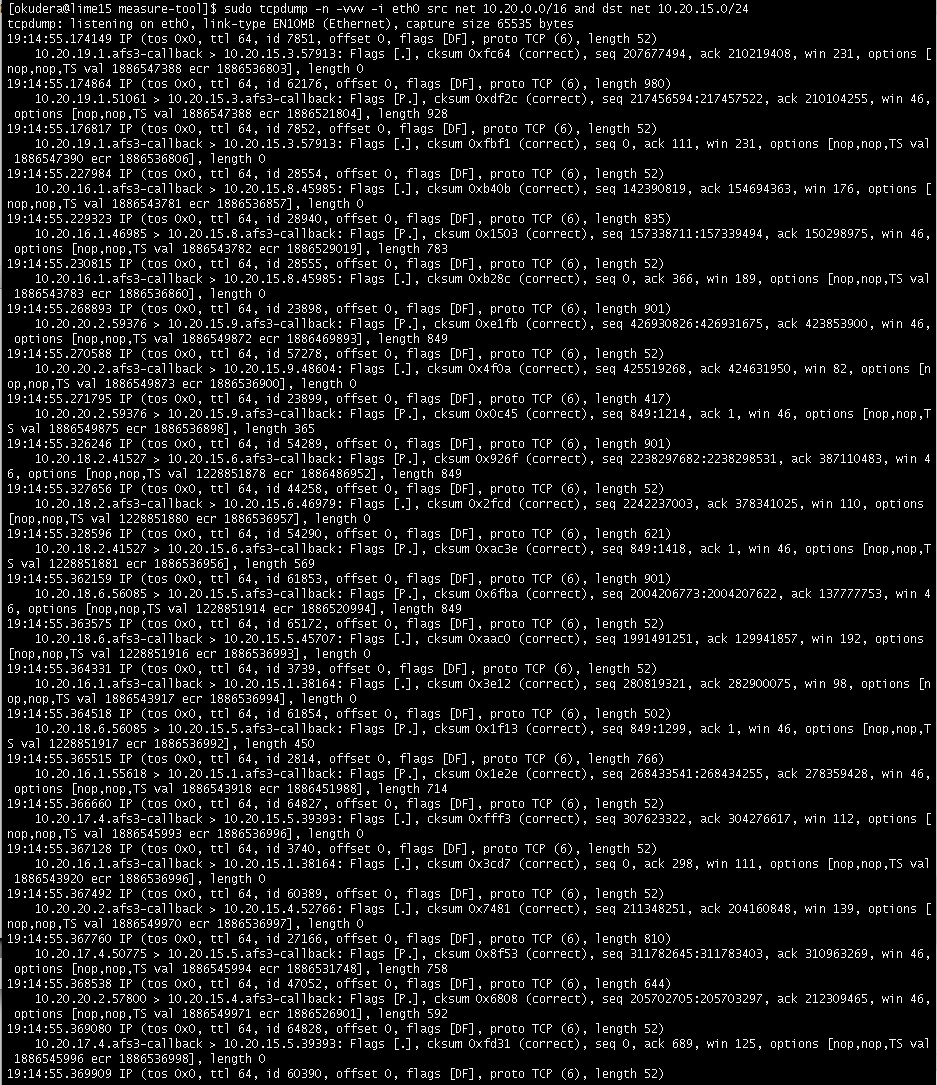 [okudera@lime15 measure-tool]$ sudo tcpdump -n -vvv -i eth0 src net 10.20.0.0/16 and dst net 10.20.15.0/24
tcpdump: listening on eth0, link-type EN10MB (Ethernet), capture size 65535 bytes
19:14:55.174149 IP (tos 0x0, ttl 64, id 7851, offset 0, flags [DF], proto TCP (6), length 52)
    10.20.19.1.afs3-callback > 10.20.15.3.57913: Flags [.], cksum 0xfc64 (correct), seq 207677494, ack 210219408, win 231, options [
nop,nop,TS val 1886547388 ecr 1886536803], length 0
19:14:55.174864 IP (tos 0x0, ttl 64, id 62176, offset 0, flags [DF], proto TCP (6), length 980)
    10.20.19.1.51061 > 10.20.15.3.afs3-callback: Flags [P.], cksum 0xdf2c (correct), seq 217456594:217457522, ack 210104255, win 46,
 options [nop,nop,TS val 1886547388 ecr 1886521804], length 928
19:14:55.176817 IP (tos 0x0, ttl 64, id 7852, offset 0, flags [DF], proto TCP (6), length 52)
    10.20.19.1.afs3-callback > 10.20.15.3.57913: Flags [.], cksum 0xfbf1 (correct), seq 0, ack 111, win 231, options [nop,nop,TS val
 1886547390 ecr 1886536806], length 0
19:14:55.227984 IP (tos 0x0, ttl 64, id 28554, offset 0, flags [DF], proto TCP (6), length 52)
    10.20.16.1.afs3-callback > 10.20.15.8.45985: Flags [.], cksum 0xb40b (correct), seq 142390819, ack 154694363, win 176, options [
nop,nop,TS val 1886543781 ecr 1886536857], length 0
19:14:55.229323 IP (tos 0x0, ttl 64, id 28940, offset 0, flags [DF], proto TCP (6), length 835)
    10.20.16.1.46985 > 10.20.15.8.afs3-callback: Flags [P.], cksum 0x1503 (correct), seq 157338711:157339494, ack 150298975, win 46,
 options [nop,nop,TS val 1886543782 ecr 1886529019], length 783
19:14:55.230815 IP (tos 0x0, ttl 64, id 28555, offset 0, flags [DF], proto TCP (6), length 52)
    10.20.16.1.afs3-callback > 10.20.15.8.45985: Flags [.], cksum 0xb28c (correct), seq 0, ack 366, win 189, options [nop,nop,TS val
 1886543783 ecr 1886536860], length 0
19:14:55.268893 IP (tos 0x0, ttl 64, id 23898, offset 0, flags [DF], proto TCP (6), length 901)
    10.20.20.2.59376 > 10.20.15.9.afs3-callback: Flags [P.], cksum 0xe1fb (correct), seq 426930826:426931675, ack 423853900, win 46,
 options [nop,nop,TS val 1886549872 ecr 1886469893], length 849
19:14:55.270588 IP (tos 0x0, ttl 64, id 57278, offset 0, flags [DF], proto TCP (6), length 52)
    10.20.20.2.afs3-callback > 10.20.15.9.48604: Flags [.], cksum 0x4f0a (correct), seq 425519268, ack 424631950, win 82, options [n
op,nop,TS val 1886549873 ecr 1886536900], length 0
19:14:55.271795 IP (tos 0x0, ttl 64, id 23899, offset 0, flags [DF], proto TCP (6), length 417)
    10.20.20.2.59376 > 10.20.15.9.afs3-callback: Flags [P.], cksum 0x0c45 (correct), seq 849:1214, ack 1, win 46, options [nop,nop,T
S val 1886549875 ecr 1886536898], length 365
19:14:55.326246 IP (tos 0x0, ttl 64, id 54289, offset 0, flags [DF], proto TCP (6), length 901)
    10.20.18.2.41527 > 10.20.15.6.afs3-callback: Flags [P.], cksum 0x926f (correct), seq 2238297682:2238298531, ack 387110483, win 4
6, options [nop,nop,TS val 1228851878 ecr 1886486952], length 849
19:14:55.327656 IP (tos 0x0, ttl 64, id 44258, offset 0, flags [DF], proto TCP (6), length 52)
    10.20.18.2.afs3-callback > 10.20.15.6.46979: Flags [.], cksum 0x2fcd (correct), seq 2242237003, ack 378341025, win 110, options 
[nop,nop,TS val 1228851880 ecr 1886536957], length 0
19:14:55.328596 IP (tos 0x0, ttl 64, id 54290, offset 0, flags [DF], proto TCP (6), length 621)
    10.20.18.2.41527 > 10.20.15.6.afs3-callback: Flags [P.], cksum 0xac3e (correct), seq 849:1418, ack 1, win 46, options [nop,nop,T
S val 1228851881 ecr 1886536956], length 569
19:14:55.362159 IP (tos 0x0, ttl 64, id 61853, offset 0, flags [DF], proto TCP (6), length 901)
    10.20.18.6.56085 > 10.20.15.5.afs3-callback: Flags [P.], cksum 0x6fba (correct), seq 2004206773:2004207622, ack 137777753, win 4
6, options [nop,nop,TS val 1228851914 ecr 1886520994], length 849
19:14:55.363575 IP (tos 0x0, ttl 64, id 65172, offset 0, flags [DF], proto TCP (6), length 52)
    10.20.18.6.afs3-callback > 10.20.15.5.45707: Flags [.], cksum 0xaac0 (correct), seq 1991491251, ack 129941857, win 192, options 
[nop,nop,TS val 1228851916 ecr 1886536993], length 0
19:14:55.364331 IP (tos 0x0, ttl 64, id 3739, offset 0, flags [DF], proto TCP (6), length 52)
    10.20.16.1.afs3-callback > 10.20.15.1.38164: Flags [.], cksum 0x3e12 (correct), seq 280819321, ack 282900075, win 98, options [n
op,nop,TS val 1886543917 ecr 1886536994], length 0
19:14:55.364518 IP (tos 0x0, ttl 64, id 61854, offset 0, flags [DF], proto TCP (6), length 502)
    10.20.18.6.56085 > 10.20.15.5.afs3-callback: Flags [P.], cksum 0x1f13 (correct), seq 849:1299, ack 1, win 46, options [nop,nop,T
S val 1228851917 ecr 1886536992], length 450
19:14:55.365515 IP (tos 0x0, ttl 64, id 2814, offset 0, flags [DF], proto TCP (6), length 766)
    10.20.16.1.55618 > 10.20.15.1.afs3-callback: Flags [P.], cksum 0x1e2e (correct), seq 268433541:268434255, ack 278359428, win 46,
 options [nop,nop,TS val 1886543918 ecr 1886451988], length 714
19:14:55.366660 IP (tos 0x0, ttl 64, id 64827, offset 0, flags [DF], proto TCP (6), length 52)
    10.20.17.4.afs3-callback > 10.20.15.5.39393: Flags [.], cksum 0xfff3 (correct), seq 307623322, ack 304276617, win 112, options [
nop,nop,TS val 1886545993 ecr 1886536996], length 0
19:14:55.367128 IP (tos 0x0, ttl 64, id 3740, offset 0, flags [DF], proto TCP (6), length 52)
    10.20.16.1.afs3-callback > 10.20.15.1.38164: Flags [.], cksum 0x3cd7 (correct), seq 0, ack 298, win 111, options [nop,nop,TS val
 1886543920 ecr 1886536996], length 0
19:14:55.367492 IP (tos 0x0, ttl 64, id 60389, offset 0, flags [DF], proto TCP (6), length 52)
    10.20.20.2.afs3-callback > 10.20.15.4.52766: Flags [.], cksum 0x7481 (correct), seq 211348251, ack 204160848, win 139, options [
nop,nop,TS val 1886549970 ecr 1886536997], length 0
19:14:55.367760 IP (tos 0x0, ttl 64, id 27166, offset 0, flags [DF], proto TCP (6), length 810)
    10.20.17.4.50775 > 10.20.15.5.afs3-callback: Flags [P.], cksum 0x8f53 (correct), seq 311782645:311783403, ack 310963269, win 46,
 options [nop,nop,TS val 1886545994 ecr 1886531748], length 758
19:14:55.368538 IP (tos 0x0, ttl 64, id 47052, offset 0, flags [DF], proto TCP (6), length 644)
    10.20.20.2.57800 > 10.20.15.4.afs3-callback: Flags [P.], cksum 0x6808 (correct), seq 205702705:205703297, ack 212309465, win 46,
 options [nop,nop,TS val 1886549971 ecr 1886526901], length 592
19:14:55.369080 IP (tos 0x0, ttl 64, id 64828, offset 0, flags [DF], proto TCP (6), length 52)
    10.20.17.4.afs3-callback > 10.20.15.5.39393: Flags [.], cksum 0xfd31 (correct), seq 0, ack 689, win 125, options [nop,nop,TS val
 1886545996 ecr 1886536998], length 0
19:14:55.369909 IP (tos 0x0, ttl 64, id 60390, offset 0, flags [DF], proto TCP (6), length 52)